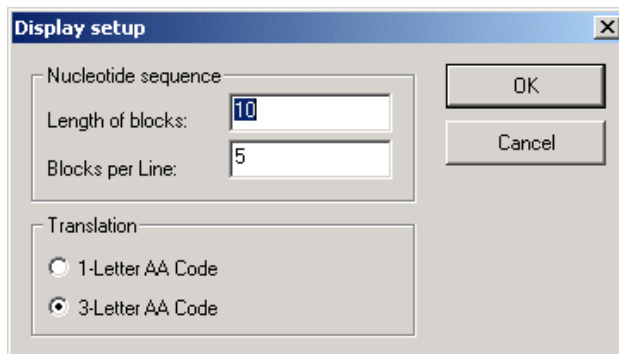 Display setup
Nucleotide sequence
Length of blocks: 10
Blocks per Line: 5
OK
Cancel
Translation
1-Letter AA Code
3-Letter AA Code